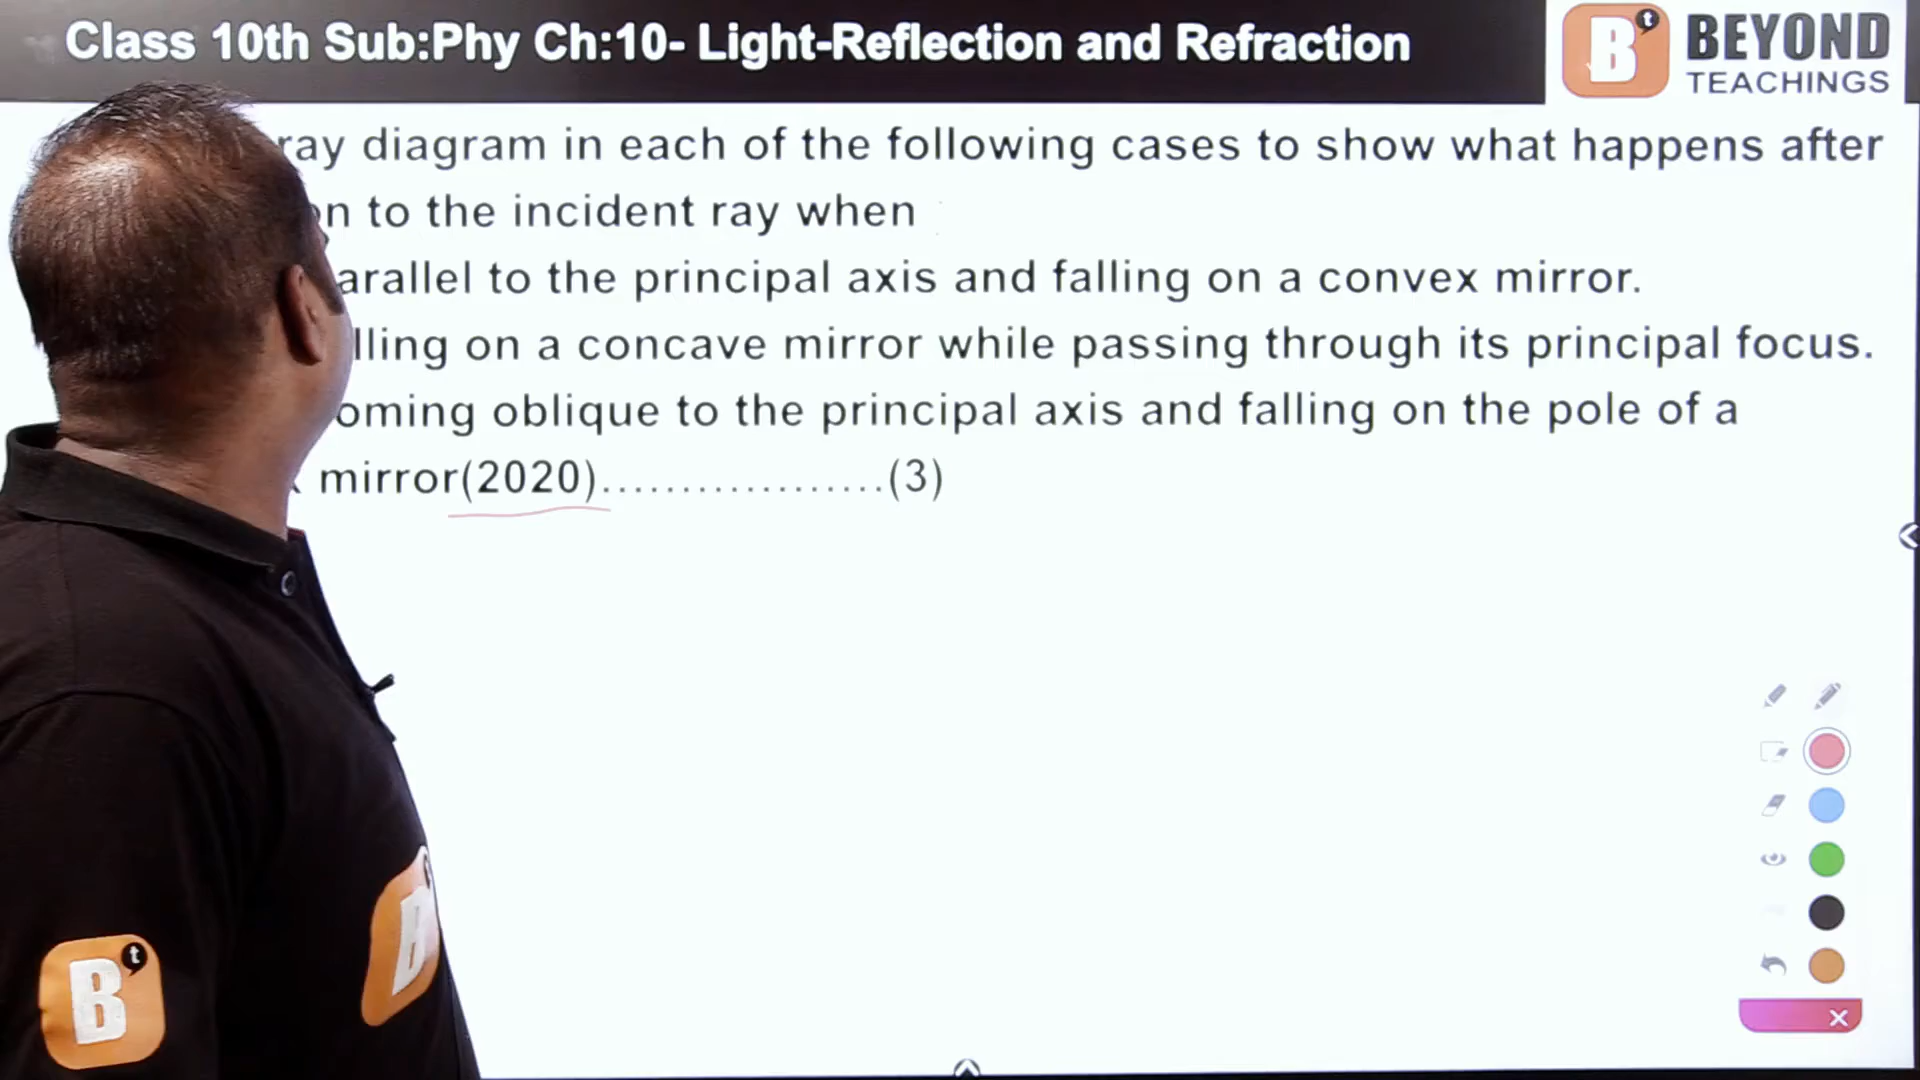 Class 10th Sub:Phy Ch:10- Light-Reflection and Refraction
B t BEYOND
TEACHINGS
ray diagram in each of the following cases to show what happens after
to the incident ray when
to the principal axis and falling on a convex mirror.
on a concave mirror while passing through its principal focus.
oblique to the principal axis and falling on the pole of a
mirror(2020)..................(3)
B t
B